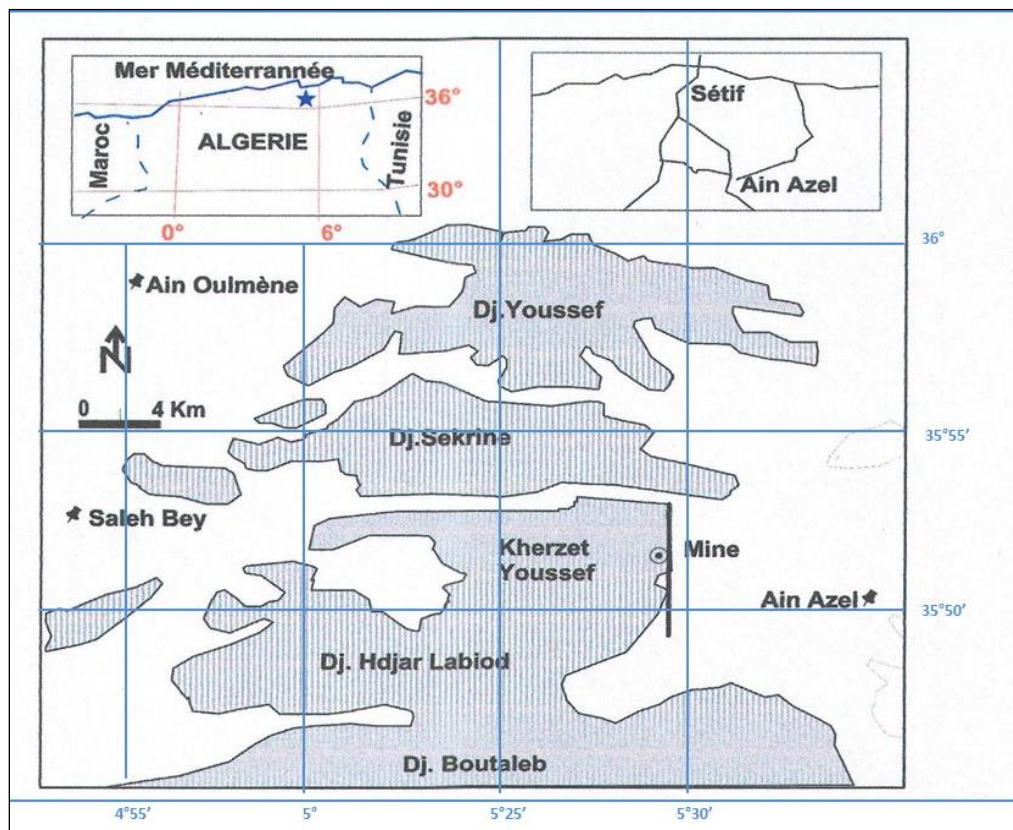 Mer Méditerrannée
36°
ALGERIE
Maroc
Tunisie
30°
0°
6°
Sétif
Ain Azel
36°
Ain Oulmène
Dj.Youssef
N
0 4 Km
Dj.Sekrine
35°55'
Saleh Bey
Kherzet
Youssef
Mine
Ain Azel
35°50'
Dj. Hdjar Labiod
Dj. Boutaleb
4°55'
5°
5°25'
5°30'